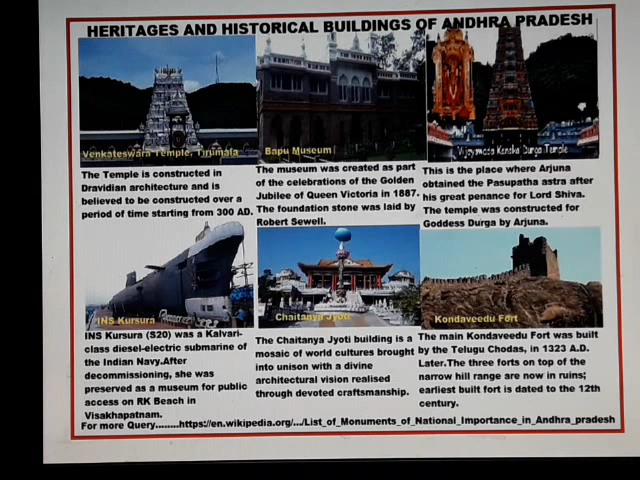 HERITAGES AND HISTORICAL BUILDINGS OF ANDHRA PRADESH
Venkateswara Temple, Tirumala
The Temple is constructed in
Dravidian architecture and is
believed to be constructed over a
period of time starting from 300 AD.
Bapu Museum
The museum was created as part
of the celebrations of the Golden
Jubilee of Queen Victoria in 1887.
The foundation stone was laid by
Robert Sewell.
Vijayawada Kanaka Durga Temple
This is the place where Arjuna
obtained the Pasupatha astra after
his great penance for Lord Shiva.
The temple was constructed for
Goddess Durga by Arjuna.
INS Kursura
INS Kursura (S20) was a Kalvari-
class diesel-electric submarine of
the Indian Navy.After
decommissioning, she was
preserved as a museum for public
access on RK Beach in
Visakhapatnam.
Chaitanya Jyoti
The Chaitanya Jyoti building is a
mosaic of world cultures brought
into unison with a divine
architectural vision realised
through devoted craftsmanship.
Kondaveedu Fort
The main Kondaveedu Fort was built
by the Telugu Chodas, in 1323 A.D.
Later.The three forts on top of the
narrow hill range are now in ruins;
earliest built fort is dated to the 12th
century.
For more Query........https://en.wikipedia.org/.../List_of_Monuments_of_National_Importance_in_Andhra_pradesh